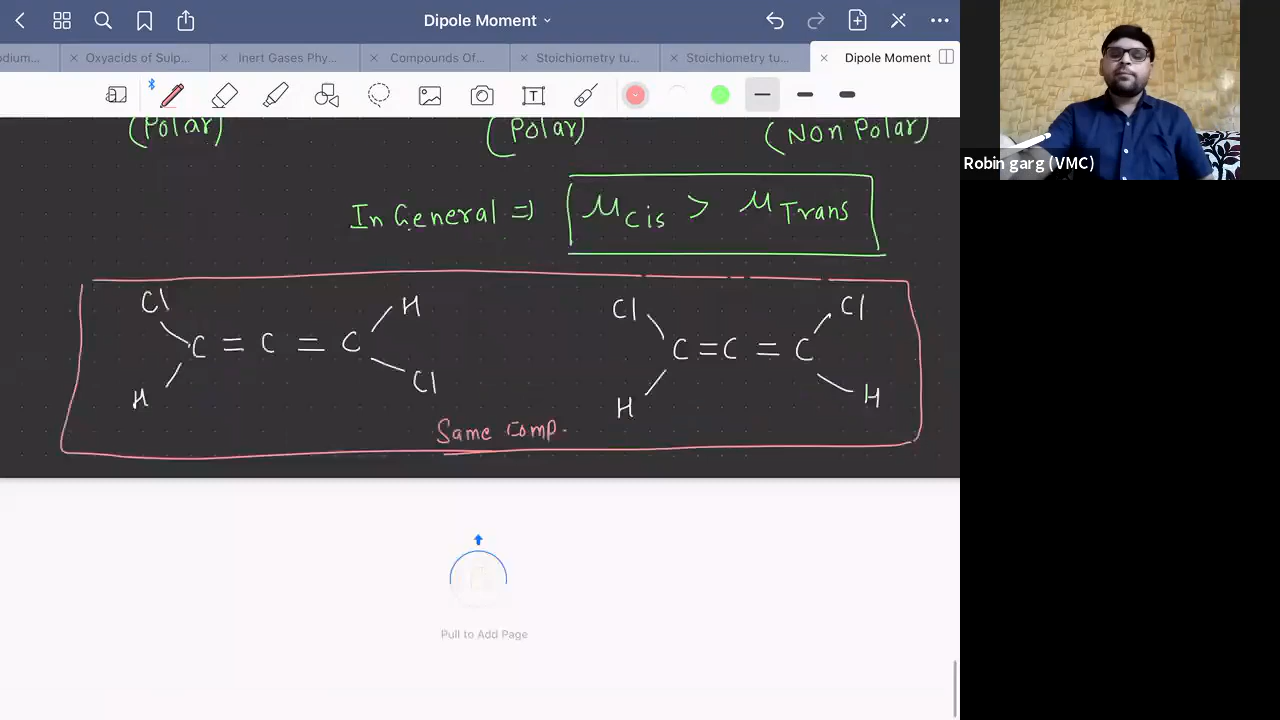 Dipole Moment
odium...
Oxyacids of Sulp...
Inert Gases Phy...
Compounds Of...
Stoichiometry tu...
Stoichiometry tu...
Dipole Moment
T
(Polar) (Polar) (Non Polar)
In General ⇒ μcis > μTrans
Cl H Cl Cl
C = C = C C = C = C
H Cl H H
Same Comp.
Pull to Add Page
Robin garg (VMC)